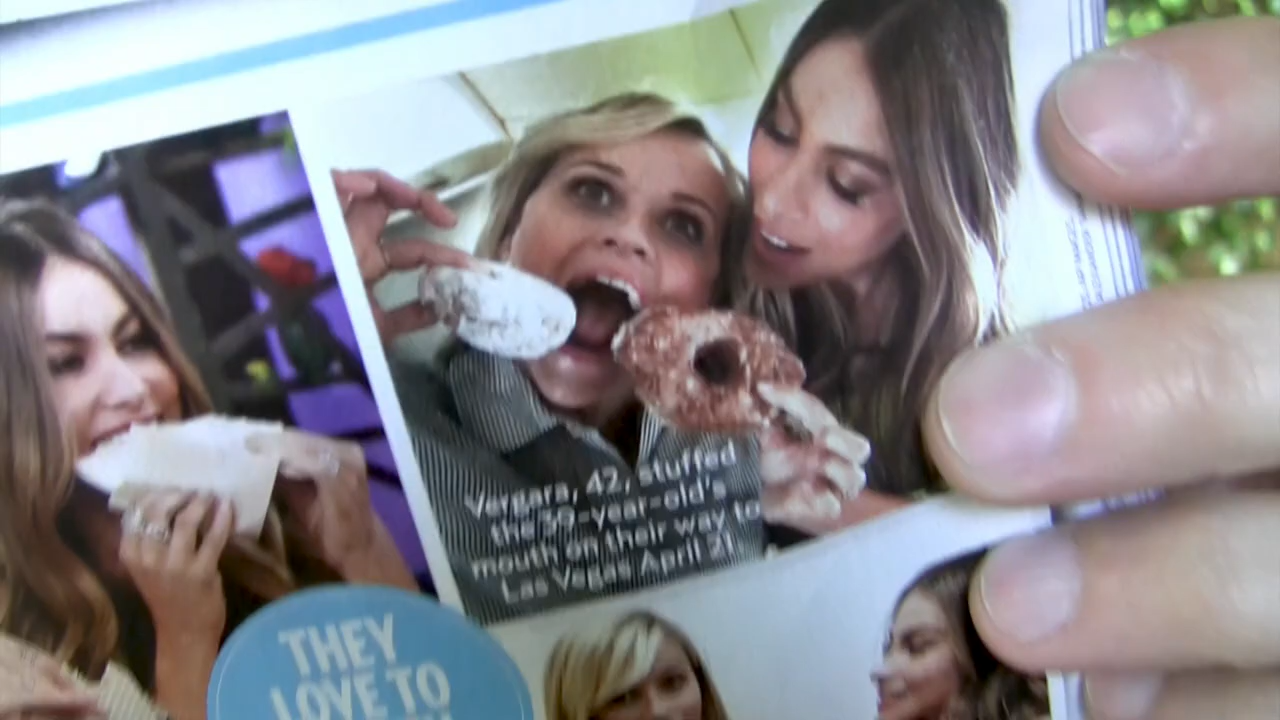 Vergara, 42, stuffed
the 39-year-old's
mouth on their way to
Las Vegas April 21.
THEY
LOVE TO